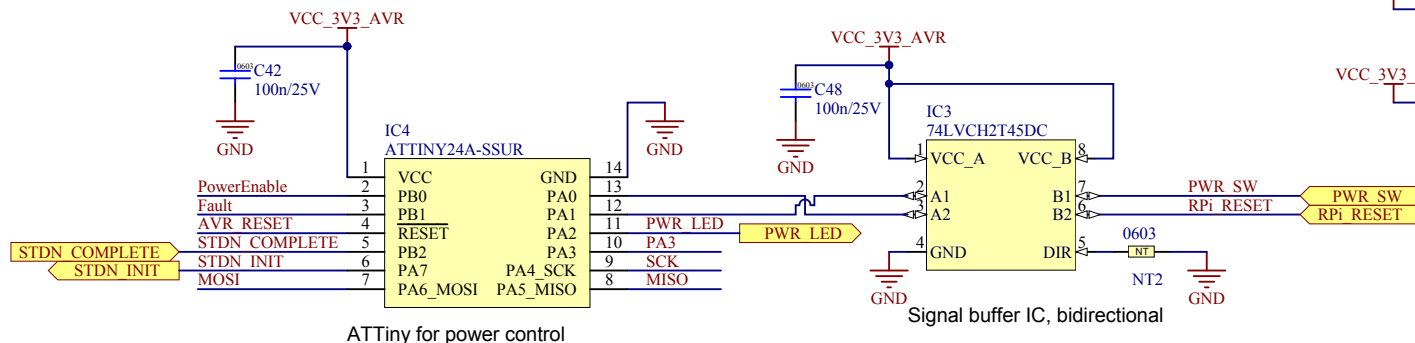 VCC_3V3_AVR
0603 C42
100n/25V
GND
IC4
ATTINY24A-SSUR
1 VCC
2 PB0
3 PB1
4 RESET
5 PB2
6 PA7
7 PA6_MOSI
GND 14
PA0 13
PA1 12
PA2 11
PA3 10
PA4_SCK 9
PA5_MISO 8
GND
PowerEnable
Fault
AVR_RESET
STDN_COMPLETE STDN_COMPLETE
STDN_INIT STDN_INIT
MOSI
PWR_LED PWR_LED
PA3
SCK
MISO
ATTiny for power control
VCC_3V3_AVR
0603 C48
100n/25V
GND
IC3
74LVCH2T45DC
1 VCC_A VCC_B 8
2 A1 B1 7
3 A2 B2 6
4 GND DIR 5
GND
PWR_SW PWR_SW
RPi_RESET RPi_RESET
0603
NT
NT2
GND
Signal buffer IC, bidirectional
VCC_3V3_